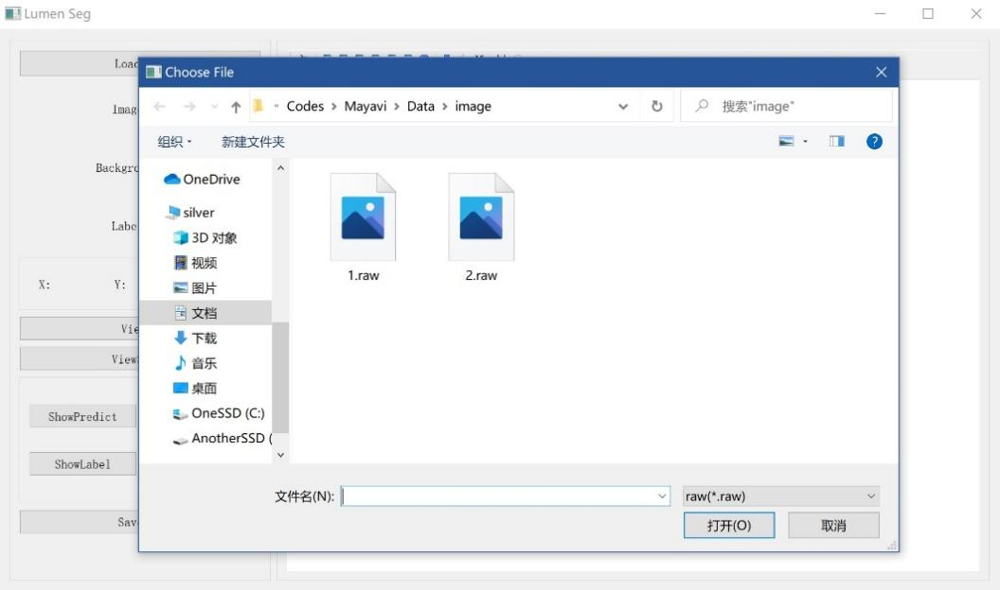 Lumen Seg
Choose File
« Codes > Mayavi > Data > image
搜索"image"
组织
新建文件夹
OneDrive
silver
3D 对象
视频
图片
文档
下载
音乐
桌面
OneSSD (C:)
AnotherSSD (
1.raw
2.raw
文件名(N):
raw(*.raw)
打开(O)
取消
Load
Imag
Backgro
Labe
X:
Y:
Vie
View
ShowPredict
ShowLabel
Sav